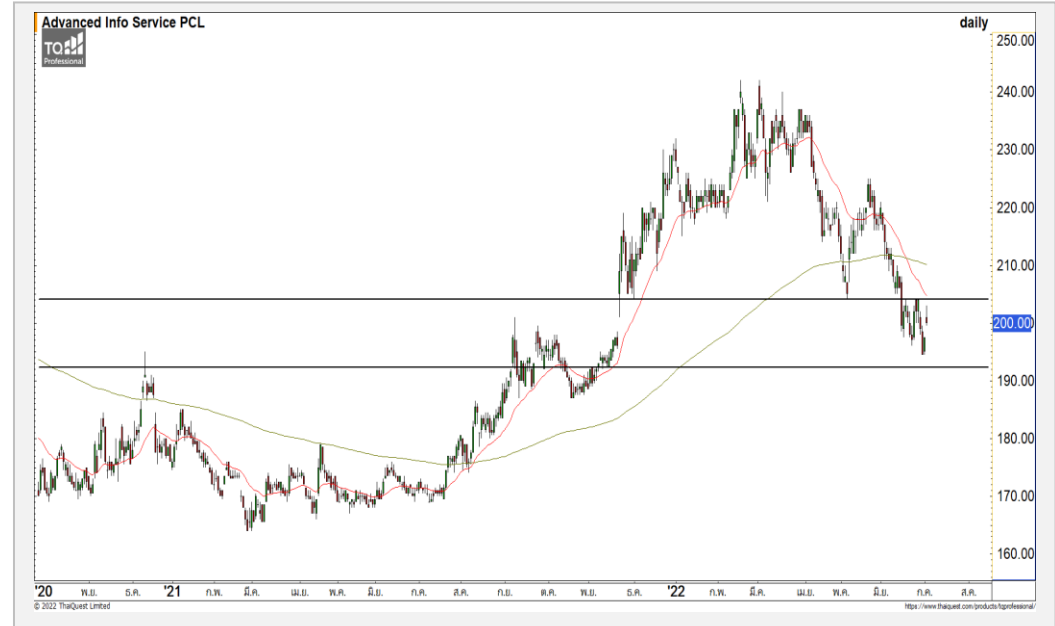 Advanced Info Service PCL
daily
TQ
Professional
250.00
240.00
230.00
220.00
210.00
200.00
190.00
180.00
170.00
160.00
'20 พ.ย. ธ.ค. '21 ก.พ. มี.ค. เม.ย. พ.ค. มิ.ย. ก.ค. ส.ค. ก.ย. ต.ค. พ.ย. ธ.ค. '22 ก.พ. มี.ค. เม.ย. พ.ค. มิ.ย. ก.ค. ส.ค.
© 2022 ThaiQuest Limited
https://www.thaiquest.com/products/tqprofessional/